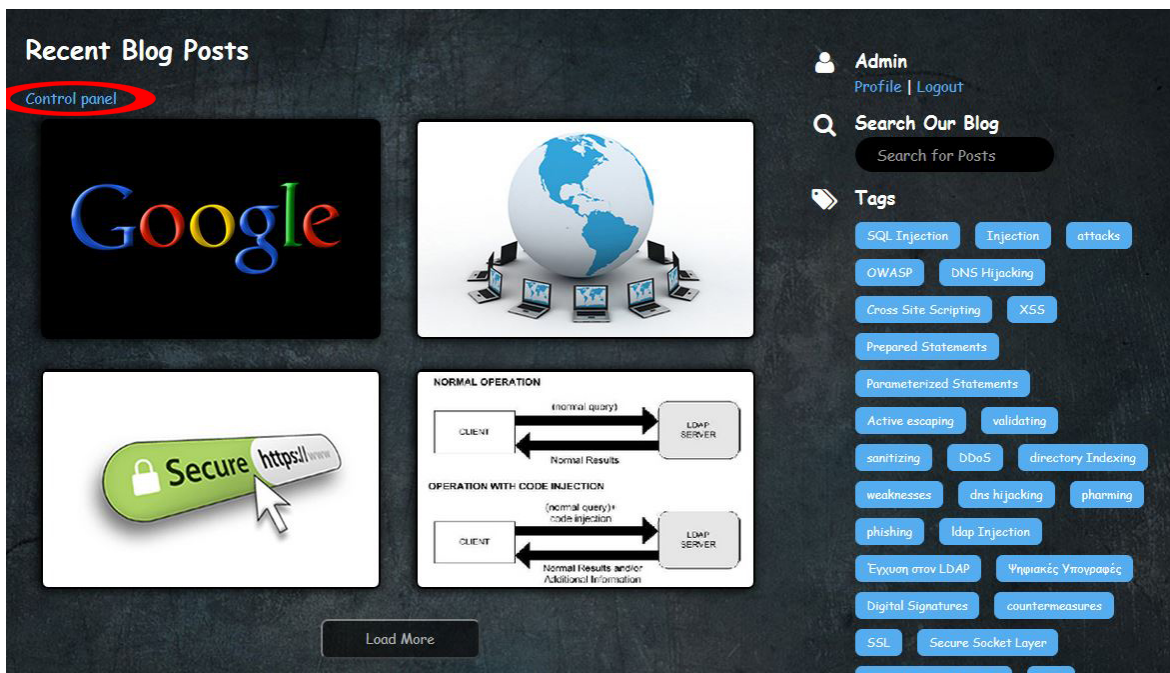 Recent Blog Posts
Control panel
Google
Secure https://www
NORMAL OPERATION
(normal query)
CLIENT
LDAP
SERVER
Normal Results
OPERATION WITH CODE INJECTION
(normal query)+
code injection
CLIENT
LDAP
SERVER
Normal Results and/or
Additional Information
Load More
Admin
Profile | Logout
Search Our Blog
Search for Posts
Tags
SQL Injection Injection attacks
OWASP DNS Hijacking
Cross Site Scripting XSS
Prepared Statements
Parameterized Statements
Active escaping validating
sanitizing DDoS directory Indexing
weaknesses dns hijacking pharming
phishing ldap Injection
Έγχυση στον LDAP Ψηφιακές Υπογραφές
Digital Signatures countermeasures
SSL Secure Socket Layer